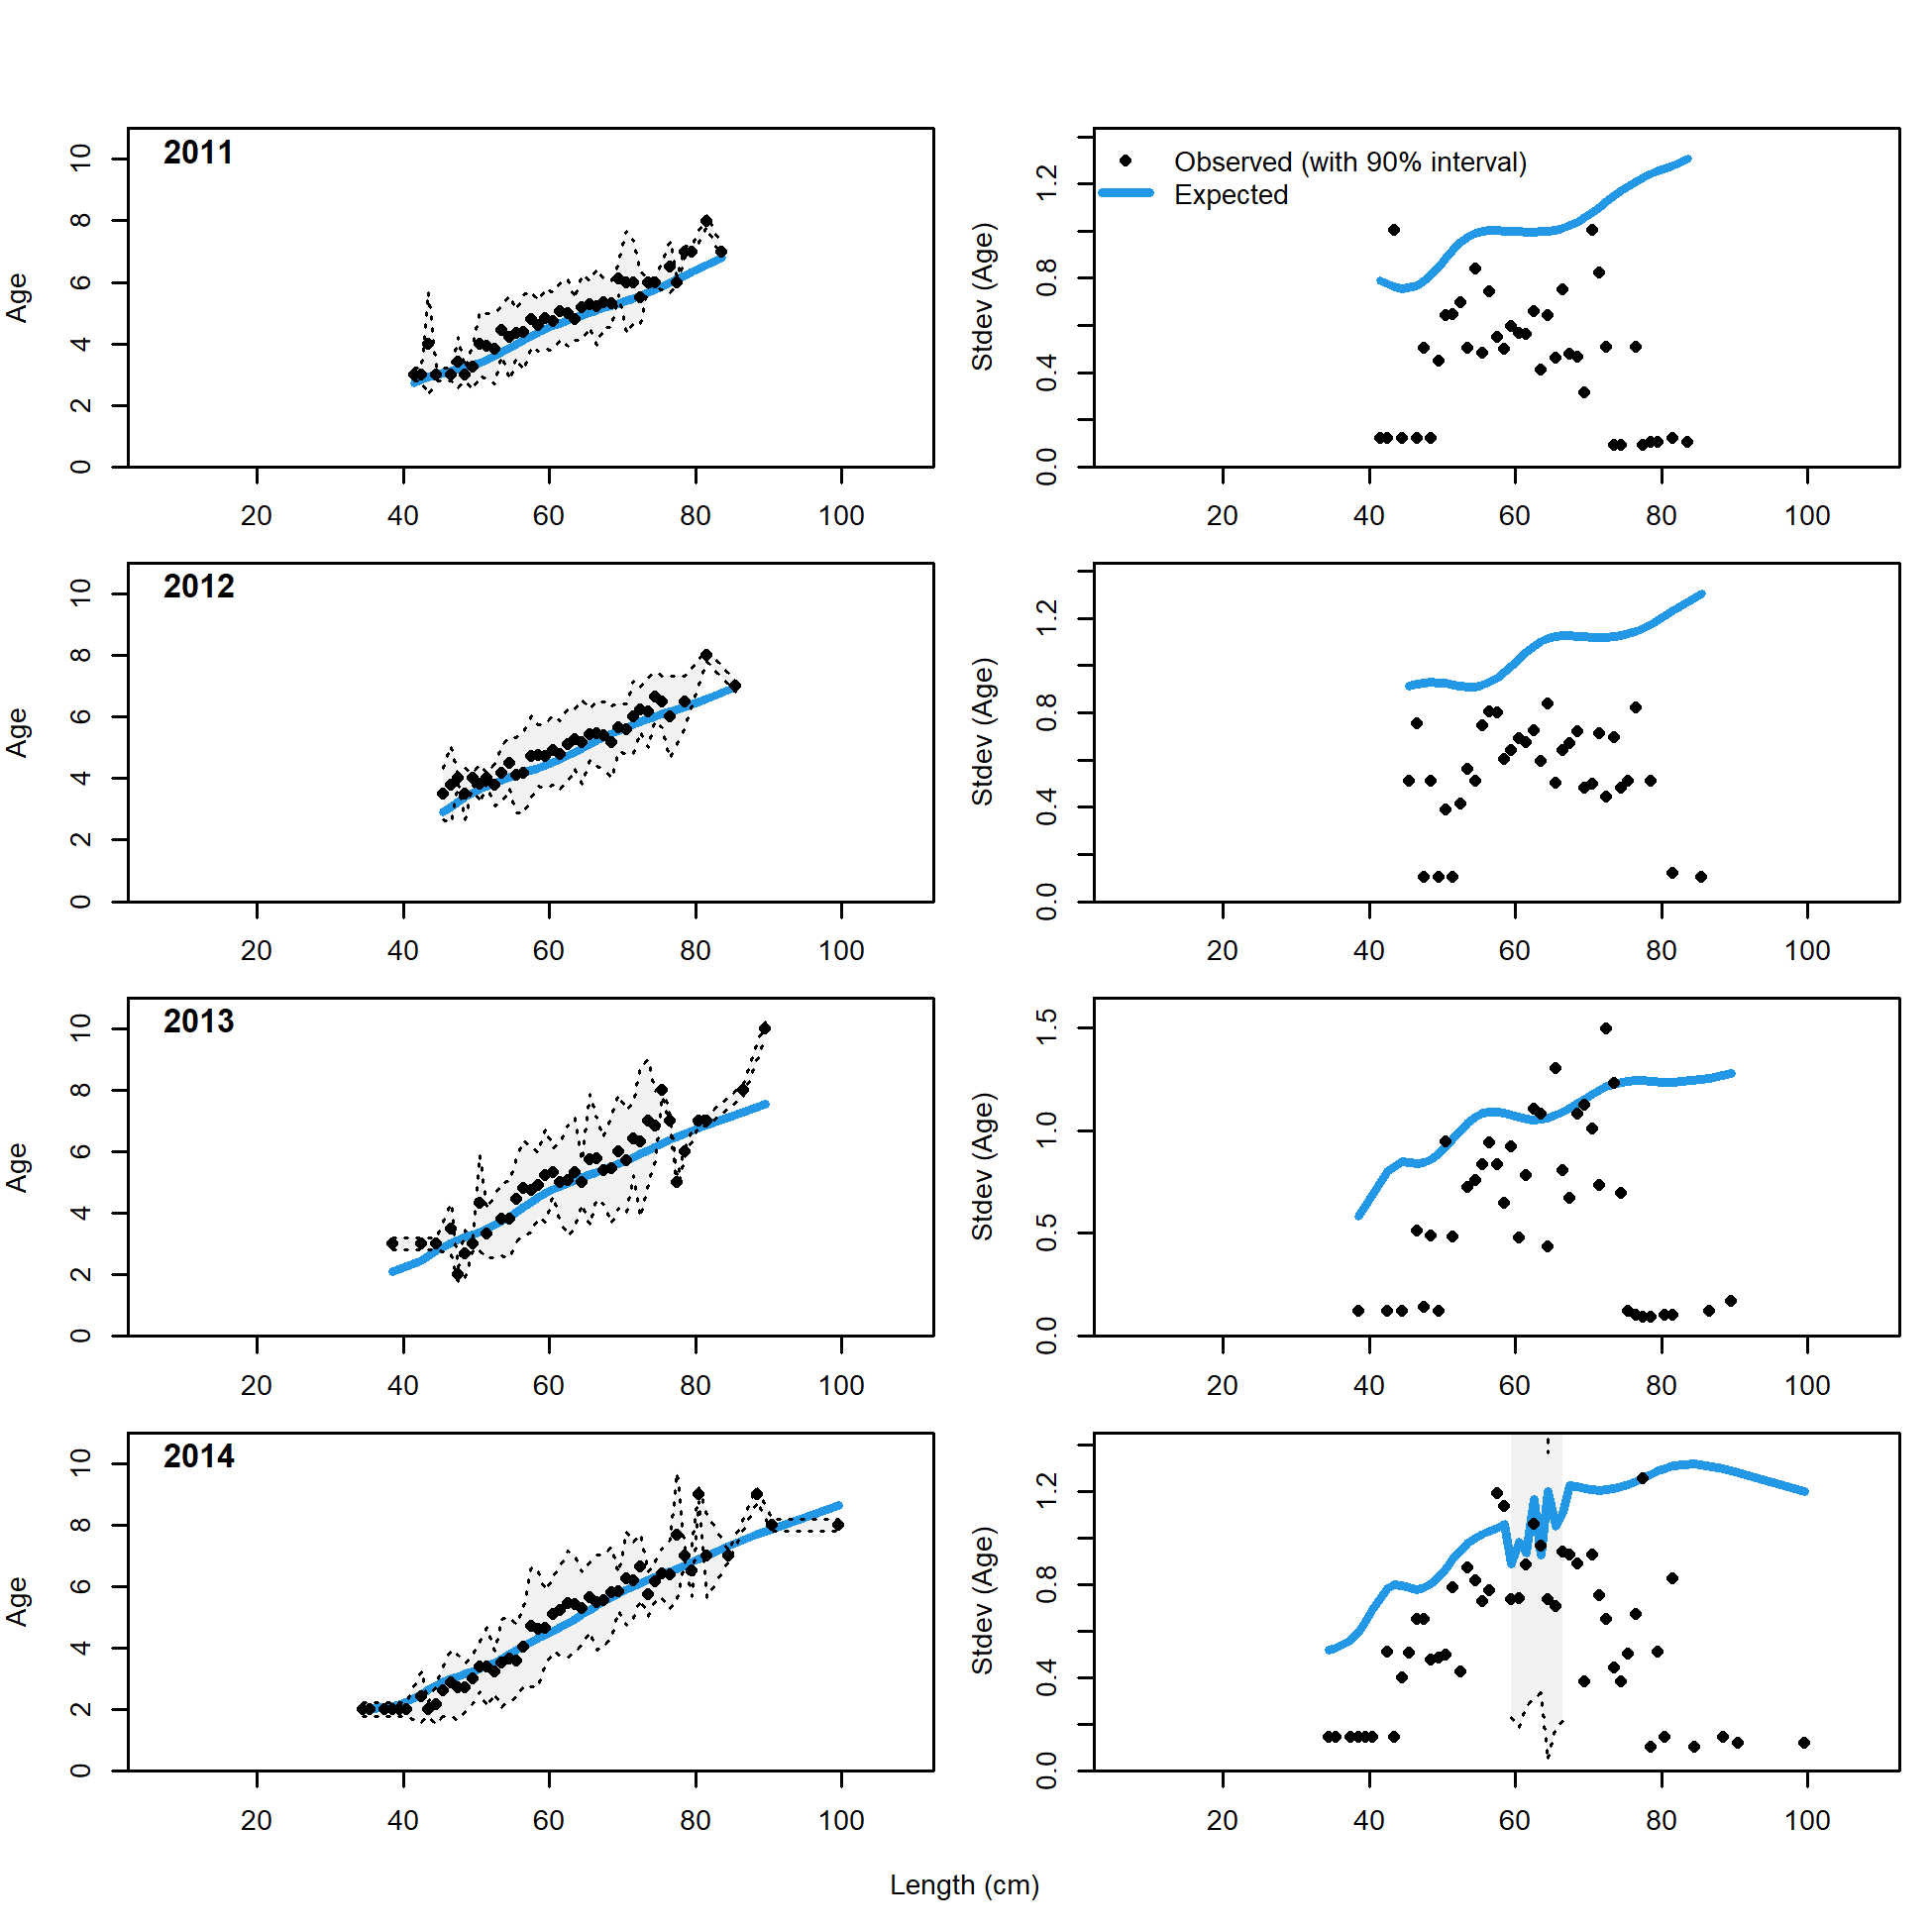 2011
Age
0 2 4 6 8 10
20 40 60 80 100
Observed (with 90% interval)
Expected
Stdev (Age)
0.0 0.4 0.8 1.2
20 40 60 80 100
2012
Age
0 2 4 6 8 10
20 40 60 80 100
Stdev (Age)
0.0 0.4 0.8 1.2
20 40 60 80 100
2013
Age
0 2 4 6 8 10
20 40 60 80 100
Stdev (Age)
0.0 0.5 1.0 1.5
20 40 60 80 100
2014
Age
0 2 4 6 8 10
20 40 60 80 100
Stdev (Age)
0.0 0.4 0.8 1.2
20 40 60 80 100
Length (cm)